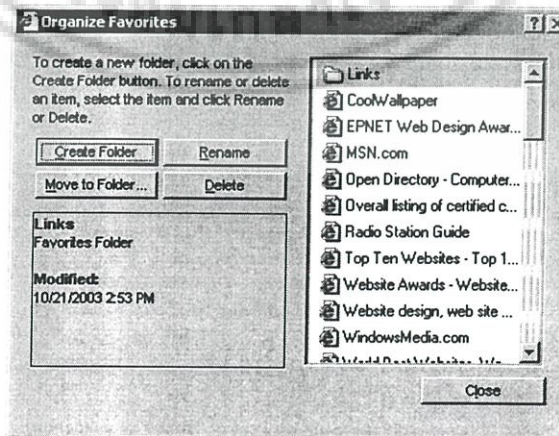 Organize Favorites
To create a new folder, click on the
Create Folder button. To rename or delete
an item, select the item and click Rename
or Delete.
Create Folder
Rename
Move to Folder...
Delete
Links
Favorites Folder
Modified:
10/21/2003 2:53 PM
Links
CoolWallpaper
EPNET Web Design Awar...
MSN.com
Open Directory - Computer...
Overall listing of certified c...
Radio Station Guide
Top Ten Websites - Top 1...
Website Awards - Website...
Website design, web site ...
WindowsMedia.com
Close